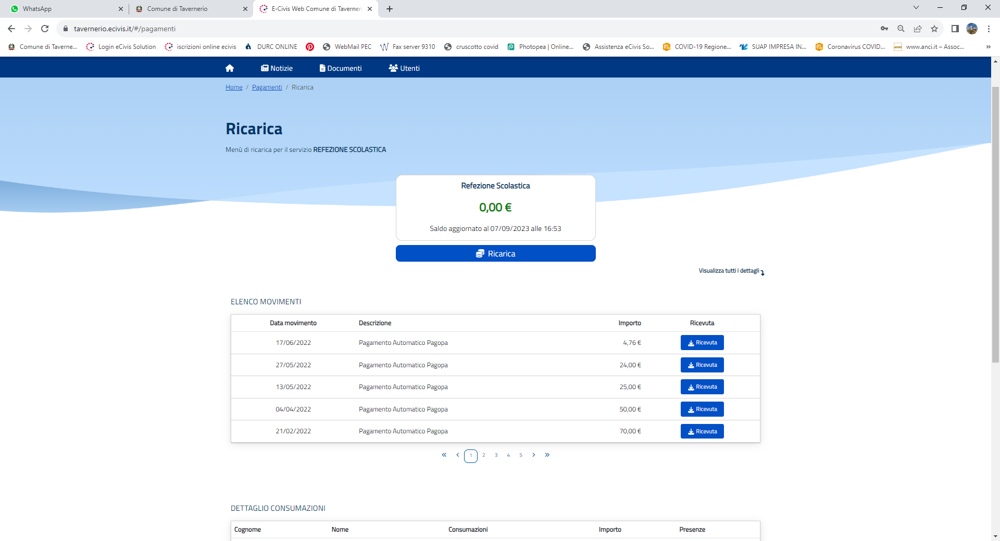 WhatsApp
Comune di Tavernerio
E-Civis Web Comune di Taverneri
tavernerio.ecivis.it/#/pagamenti
Comune di Taverne...
Login eCivis Solution
iscrizioni online ecivis
DURC ONLINE
WebMail PEC
Fax server 9310
cruscotto covid
Photopea | Online...
Assistenza eCivis So...
COVID-19 Regione...
SUAP IMPRESA IN...
Coronavirus COVID...
www.anci.it – Assoc...
Notizie
Documenti
Utenti
Home / Pagamenti / Ricarica
Ricarica
Menù di ricarica per il servizio REFEZIONE SCOLASTICA
Refezione Scolastica
0,00 €
Saldo aggiornato al 07/09/2023 alle 16:53
Ricarica
Visualizza tutti i dettagli
ELENCO MOVIMENTI
Data movimento Descrizione Importo Ricevuta
17/06/2022 Pagamento Automatico Pagopa 4,76 € Ricevuta
27/05/2022 Pagamento Automatico Pagopa 24,00 € Ricevuta
13/05/2022 Pagamento Automatico Pagopa 25,00 € Ricevuta
04/04/2022 Pagamento Automatico Pagopa 50,00 € Ricevuta
21/02/2022 Pagamento Automatico Pagopa 70,00 € Ricevuta
« ‹ 1 2 3 4 5 › »
DETTAGLIO CONSUMAZIONI
Cognome Nome Consumazioni Importo Presenze